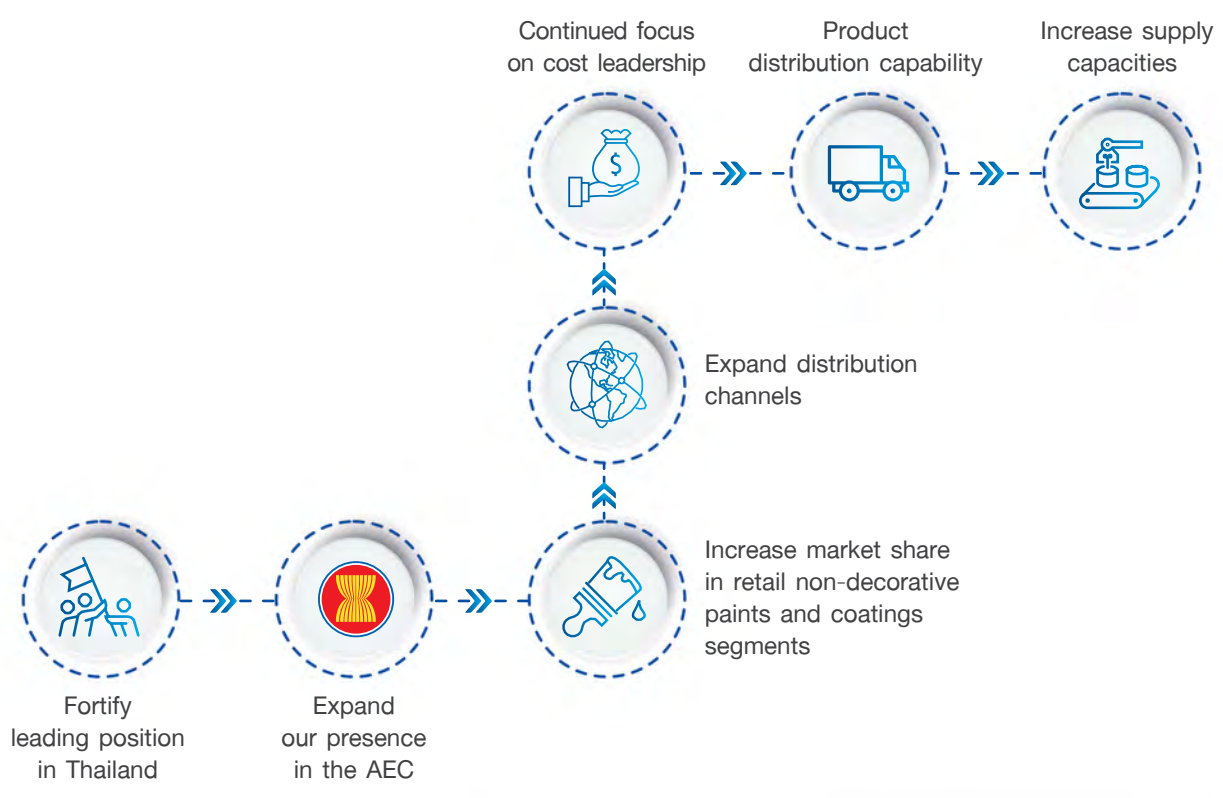 Continued focus
on cost leadership
Product
distribution capability
Increase supply
capacities
$
Expand distribution
channels
Increase market share
in retail non-decorative
paints and coatings
segments
Fortify
leading position
in Thailand
Expand
our presence
in the AEC